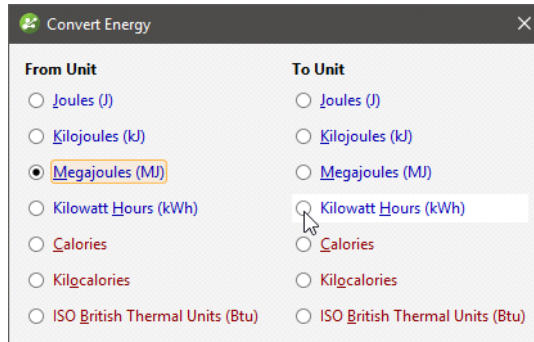 Convert Energy
From Unit
To Unit
Joules (J)
Joules (J)
Kilojoules (kJ)
Kilojoules (kJ)
Megajoules (MJ)
Megajoules (MJ)
Kilowatt Hours (kWh)
Kilowatt Hours (kWh)
Calories
Calories
Kilocalories
Kilocalories
ISO British Thermal Units (Btu)
ISO British Thermal Units (Btu)